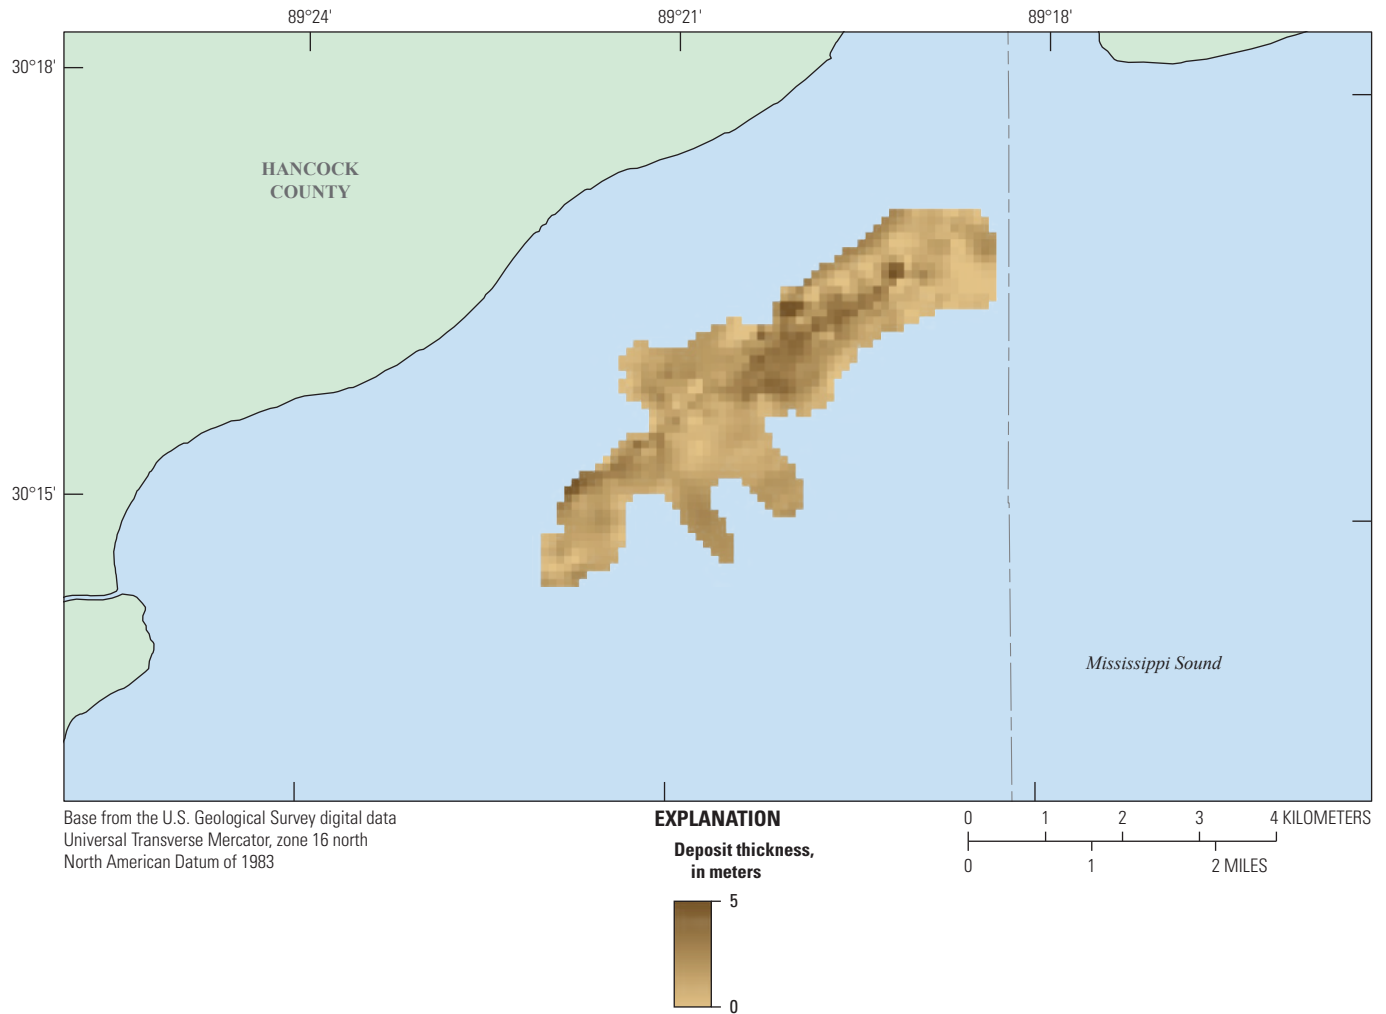 89°24'
89°21'
89°18'
30°18'
HANCOCK
COUNTY
30°15'
Mississippi Sound
Base from the U.S. Geological Survey digital data
Universal Transverse Mercator, zone 16 north
North American Datum of 1983
EXPLANATION
Deposit thickness,
in meters
5
0
0 1 2 3 4 KILOMETERS
0 1 2 MILES